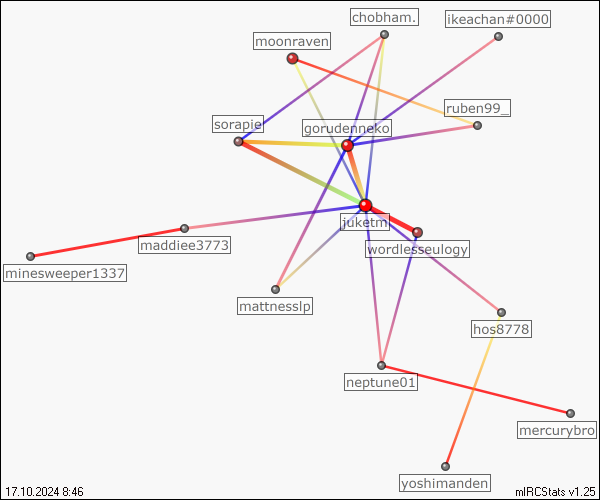 chobham.
ikeachan#0000
moonraven
ruben99_
sorapie
gorudenneko
juketm
maddiee3773
wordlesseulogy
minesweeper1337
mattnesslp
hos8778
neptune01
mercurybro
yoshimanden
17.10.2024 8:46
mIRCStats v1.25